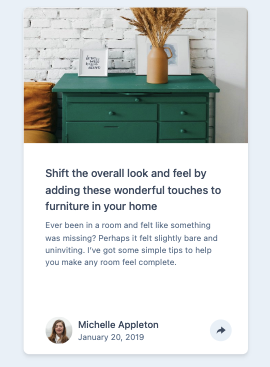 Shift the overall look and feel by
adding these wonderful touches to
furniture in your home
Ever been in a room and felt like something
was missing? Perhaps it felt slightly bare and
uninviting. I've got some simple tips to help
you make any room feel complete.
Michelle Appleton
January 20, 2019